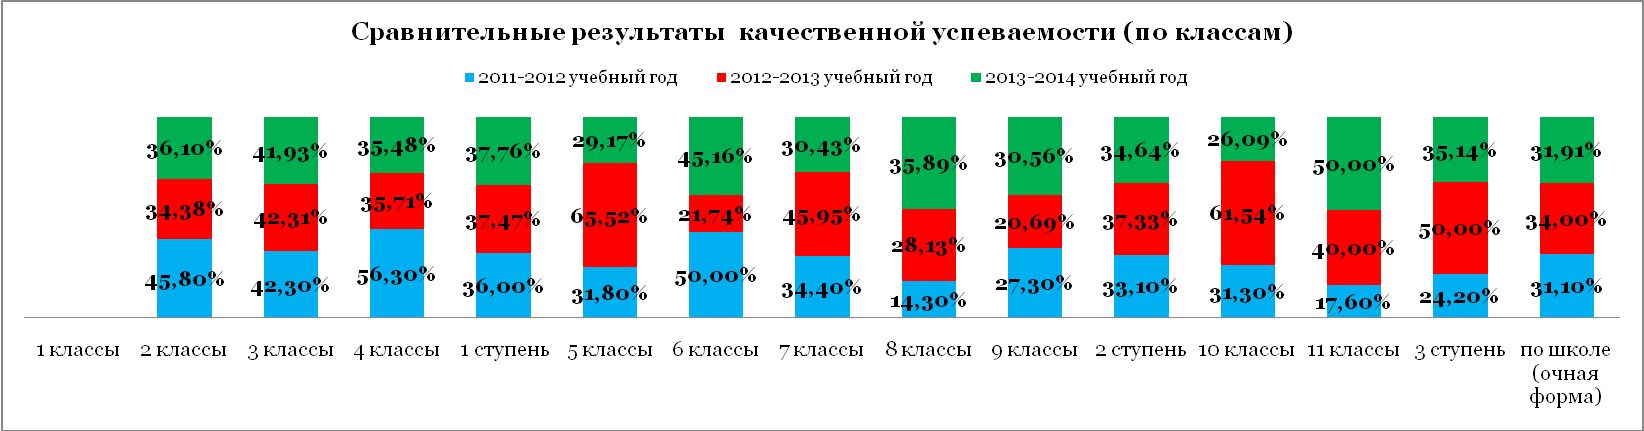 Сравнительные результаты качественной успеваемости (по классам)
2011-2012 учебный год 2012-2013 учебный год 2013-2014 учебный год
36,10% 41,93% 35,48% 37,76% 29,17% 45,16% 30,43% 35,89% 30,56% 34,64% 26,09% 50,00% 35,14% 31,91%
34,38% 42,31% 35,71% 37,47% 65,52% 21,74% 45,95% 28,13% 20,69% 37,33% 61,54% 40,00% 50,00% 34,00%
45,80% 42,30% 56,30% 36,00% 31,80% 50,00% 34,40% 14,30% 27,30% 33,10% 31,30% 17,60% 24,20% 31,10%
1 классы 2 классы 3 классы 4 классы 1 ступень 5 классы 6 классы 7 классы 8 классы 9 классы 2 ступень 10 классы 11 классы 3 ступень по школе
(очная
форма)